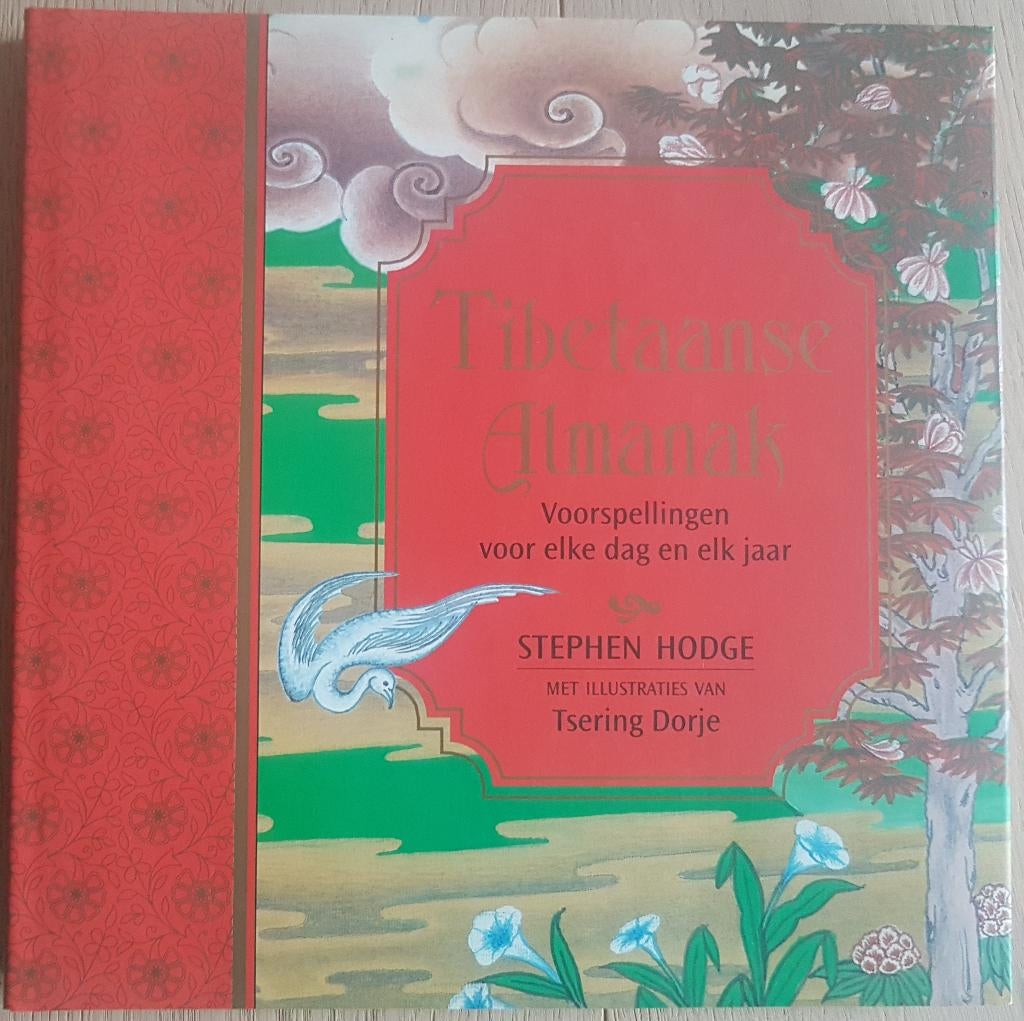 Tibetaanse
Almanak
Voorspellingen
voor elke dag en elk jaar
STEPHEN HODGE
MET ILLUSTRATIES VAN
Tsering Dorje